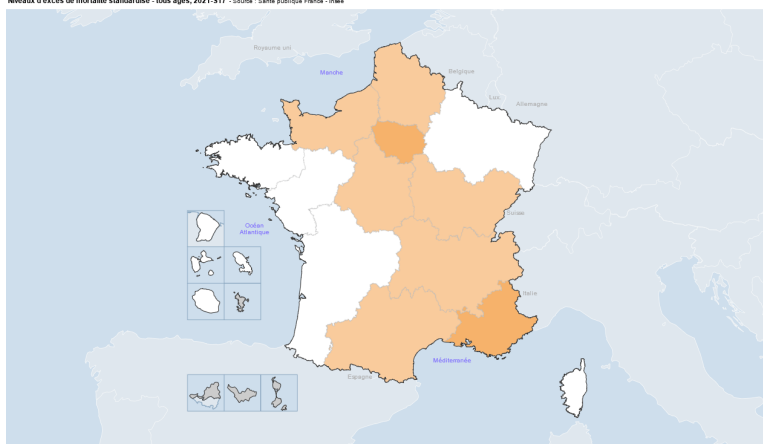 Niveaux d'excès de mortalité standardisé - tous âges, 2021-S17 - Source : Santé publique France - Insee
Royaume uni
Manche
Belgique
Lux
Allemagne
Suisse
Océan
Atlantique
Italie
Méditerranée
Espagne